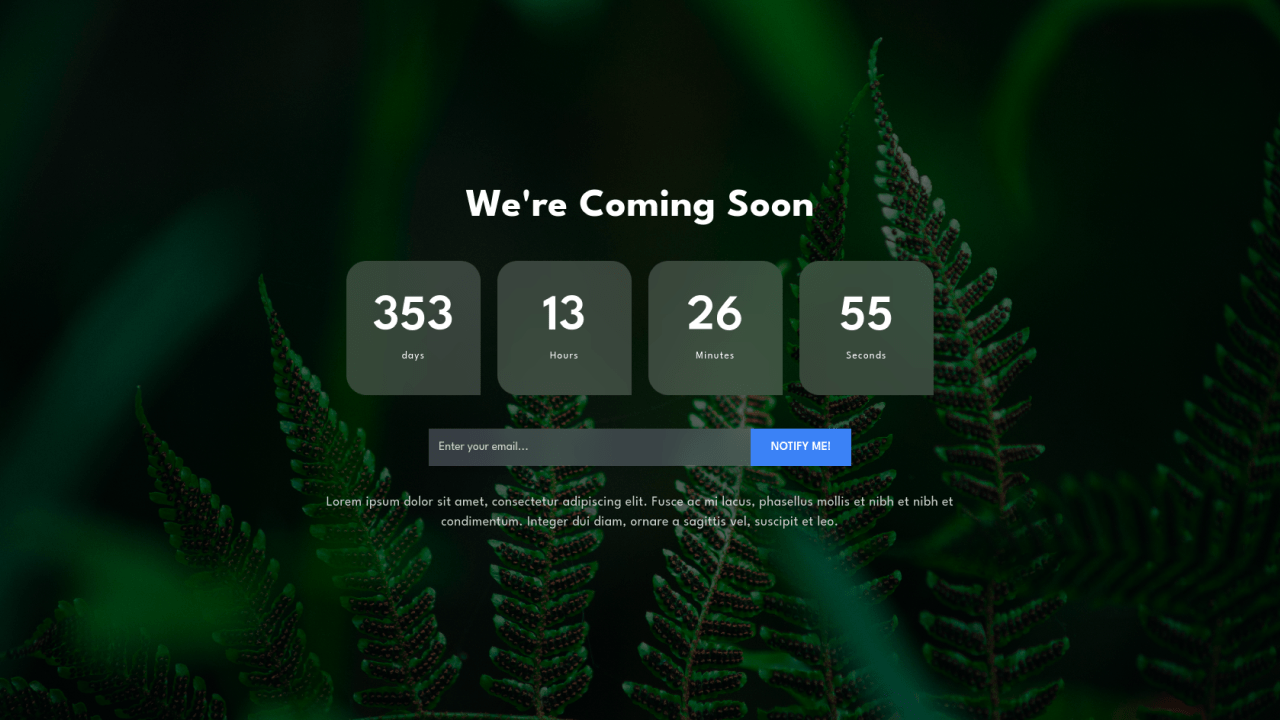 We're Coming Soon
353 13 26 55
days Hours Minutes Seconds
Enter your email... NOTIFY ME!
Lorem ipsum dolor sit amet, consectetur adipiscing elit. Fusce ac mi lacus, phasellus mollis et nibh et nibh et
condimentum. Integer dui diam, ornare a sagittis vel, suscipit et leo.